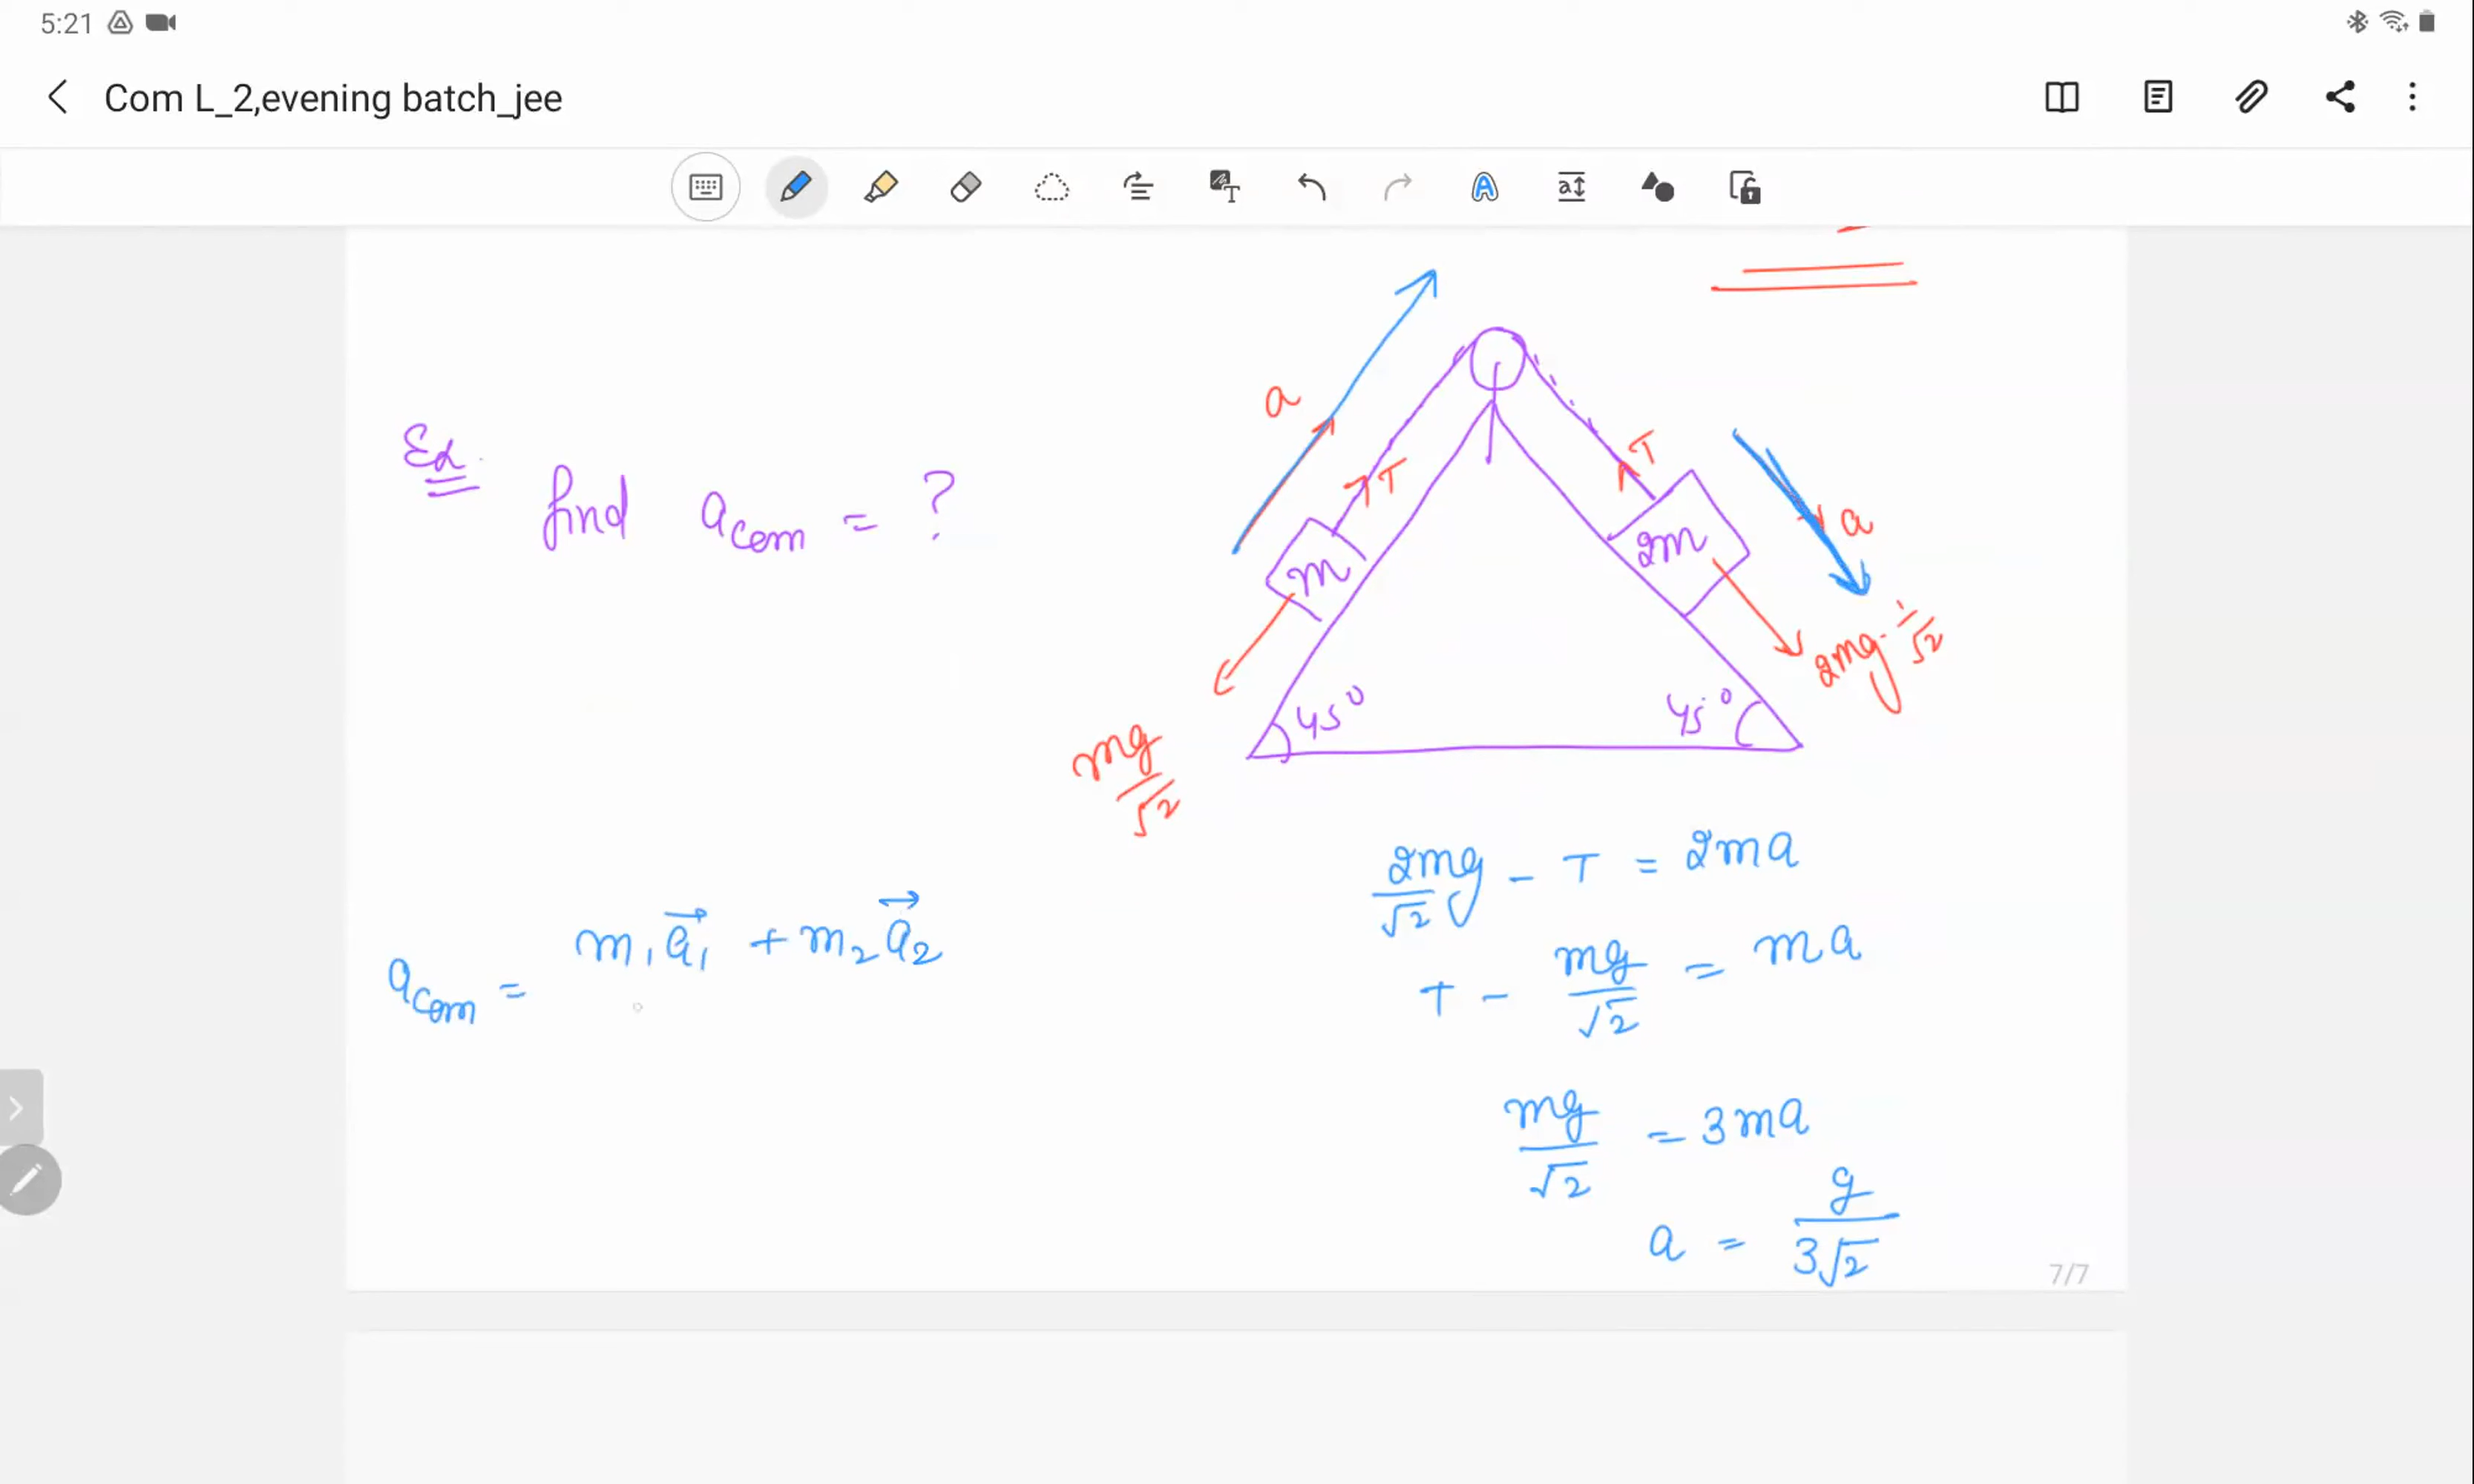 5:21
Com L_2,evening batch_jee
a
T
T
a
Ex
find a_com = ?
m
2m
2mg·1/√2
45°
45°
mg/√2
2mg/√2 - T = 2ma
a_com = m₁a⃗₁ + m₂a⃗₂
T - mg/√2 = ma
mg/√2 = 3ma
a = g/3√2
7/7